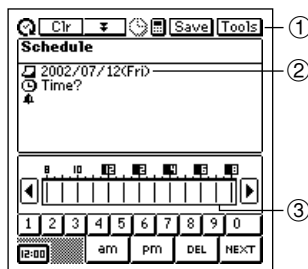 Clr Save Tools ①
Schedule
2002/07/12(Fri) ②
Time?
8 10 12 2 4 6 8
③
1 2 3 4 5 6 7 8 9 0
12:00 am pm DEL NEXT